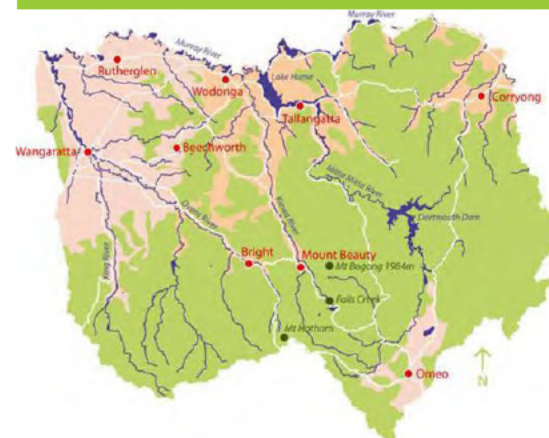 Murray River
Murray River
Rutherglen
Wodonga
Lake Hume
Corryong
Tallangatta
Wangaratta
Beechworth
Mitta Mitta River
Ovens River
Kiewa River
Dartmouth Dam
King River
Bright
Mount Beauty
Mt Bogong 1984m
Falls Creek
Mt Hotham
Omeo
N